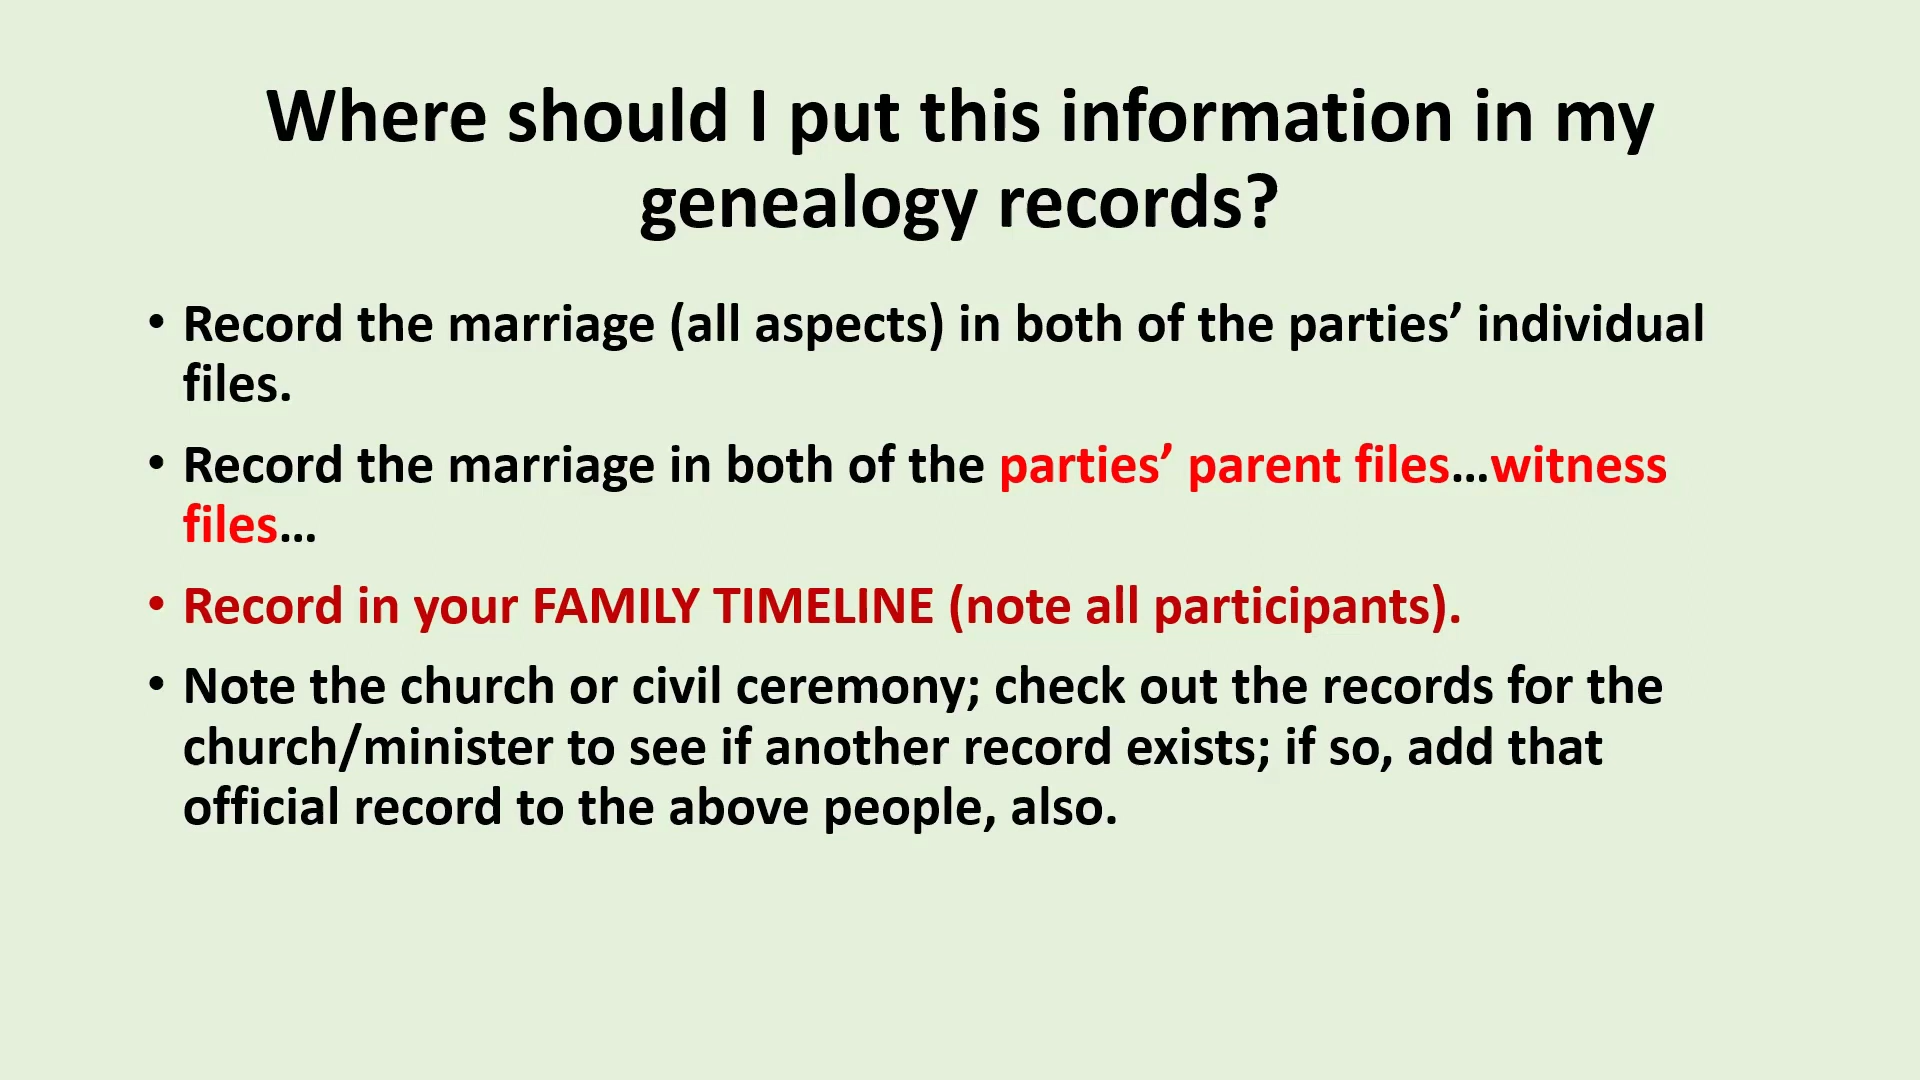 Where should I put this information in my
genealogy records?
• Record the marriage (all aspects) in both of the parties’ individual
files.
• Record the marriage in both of the parties’ parent files…witness
files…
• Record in your FAMILY TIMELINE (note all participants).
• Note the church or civil ceremony; check out the records for the
church/minister to see if another record exists; if so, add that
official record to the above people, also.